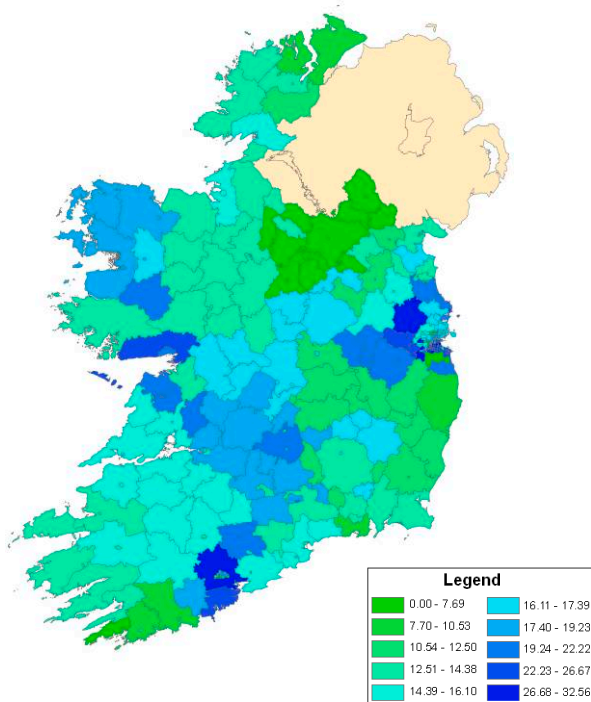 Legend
0.00 - 7.69
7.70 - 10.53
10.54 - 12.50
12.51 - 14.38
14.39 - 16.10
16.11 - 17.39
17.40 - 19.23
19.24 - 22.22
22.23 - 26.67
26.68 - 32.56